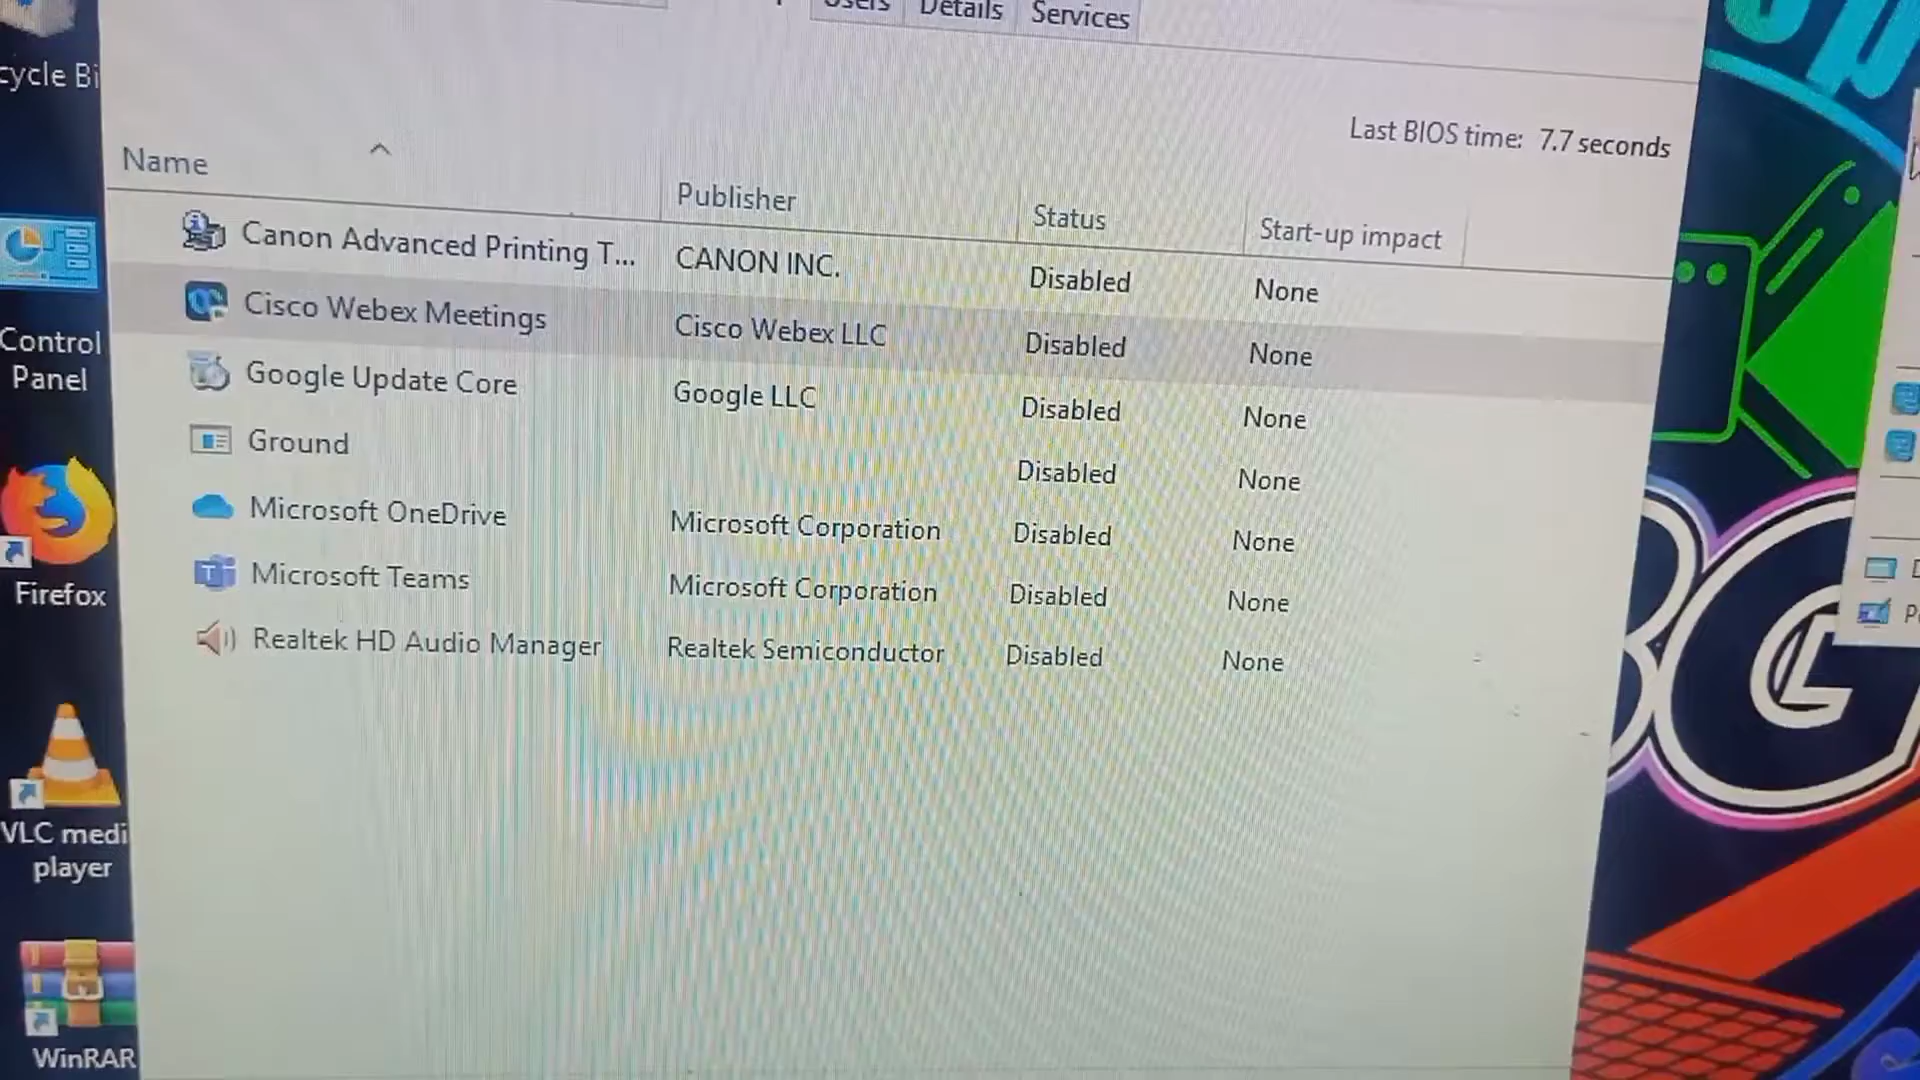 Users Details Services
Last BIOS time: 7.7 seconds
Name Publisher Status Start-up impact
Canon Advanced Printing T... CANON INC. Disabled None
Cisco Webex Meetings Cisco Webex LLC Disabled None
Google Update Core Google LLC Disabled None
Ground Disabled None
Microsoft OneDrive Microsoft Corporation Disabled None
Microsoft Teams Microsoft Corporation Disabled None
Realtek HD Audio Manager Realtek Semiconductor Disabled None
cycle Bi
Control
Panel
Firefox
VLC medi
player
WinRAR